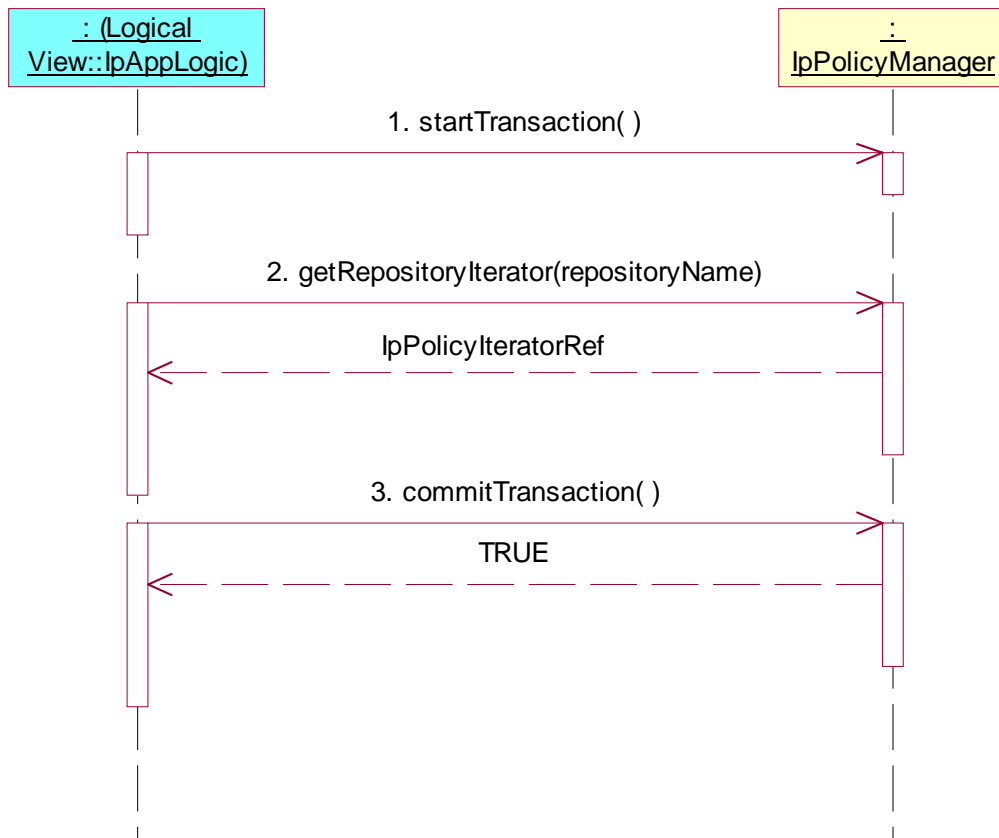 : (Logical
View::IpAppLogic)
:
IpPolicyManager
1. startTransaction( )
2. getRepositoryIterator(repositoryName)
IpPolicyIteratorRef
3. commitTransaction( )
TRUE